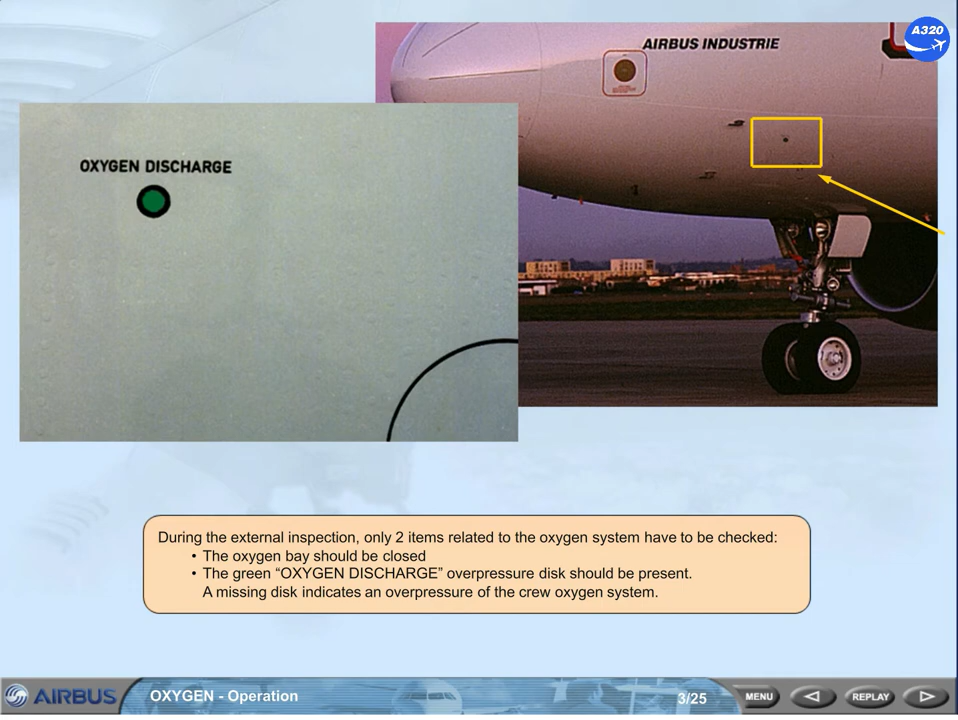 A320
AIRBUS INDUSTRIE
OXYGEN DISCHARGE
During the external inspection, only 2 items related to the oxygen system have to be checked:
• The oxygen bay should be closed
• The green “OXYGEN DISCHARGE” overpressure disk should be present.
A missing disk indicates an overpressure of the crew oxygen system.
AIRBUS
OXYGEN - Operation
3/25
MENU
REPLAY